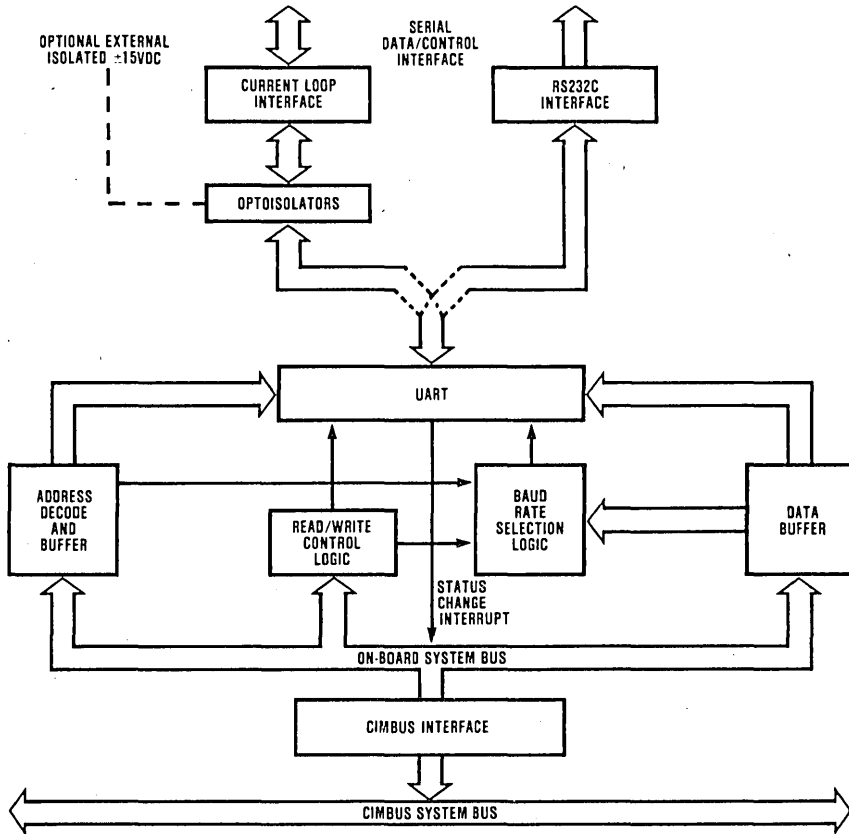 OPTIONAL EXTERNAL
ISOLATED ±15VDC
SERIAL
DATA/CONTROL
INTERFACE
CURRENT LOOP
INTERFACE
RS232C
INTERFACE
OPTOISOLATORS
UART
ADDRESS
DECODE
AND
BUFFER
READ/WRITE
CONTROL
LOGIC
BAUD
RATE
SELECTION
LOGIC
DATA
BUFFER
STATUS
CHANGE
INTERRUPT
ON-BOARD SYSTEM BUS
CIMBUS INTERFACE
CIMBUS SYSTEM BUS